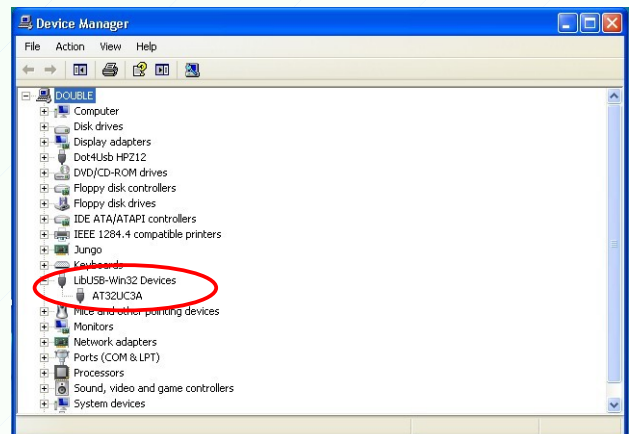 Device Manager
File Action View Help
DOUBLE
Computer
Disk drives
Display adapters
Dot4Usb HPZ12
DVD/CD-ROM drives
Floppy disk controllers
Floppy disk drives
IDE ATA/ATAPI controllers
IEEE 1284.4 compatible printers
Jungo
Keyboards
LibUSB-Win32 Devices
AT32UC3A
Mice and other pointing devices
Monitors
Network adapters
Ports (COM & LPT)
Processors
Sound, video and game controllers
System devices